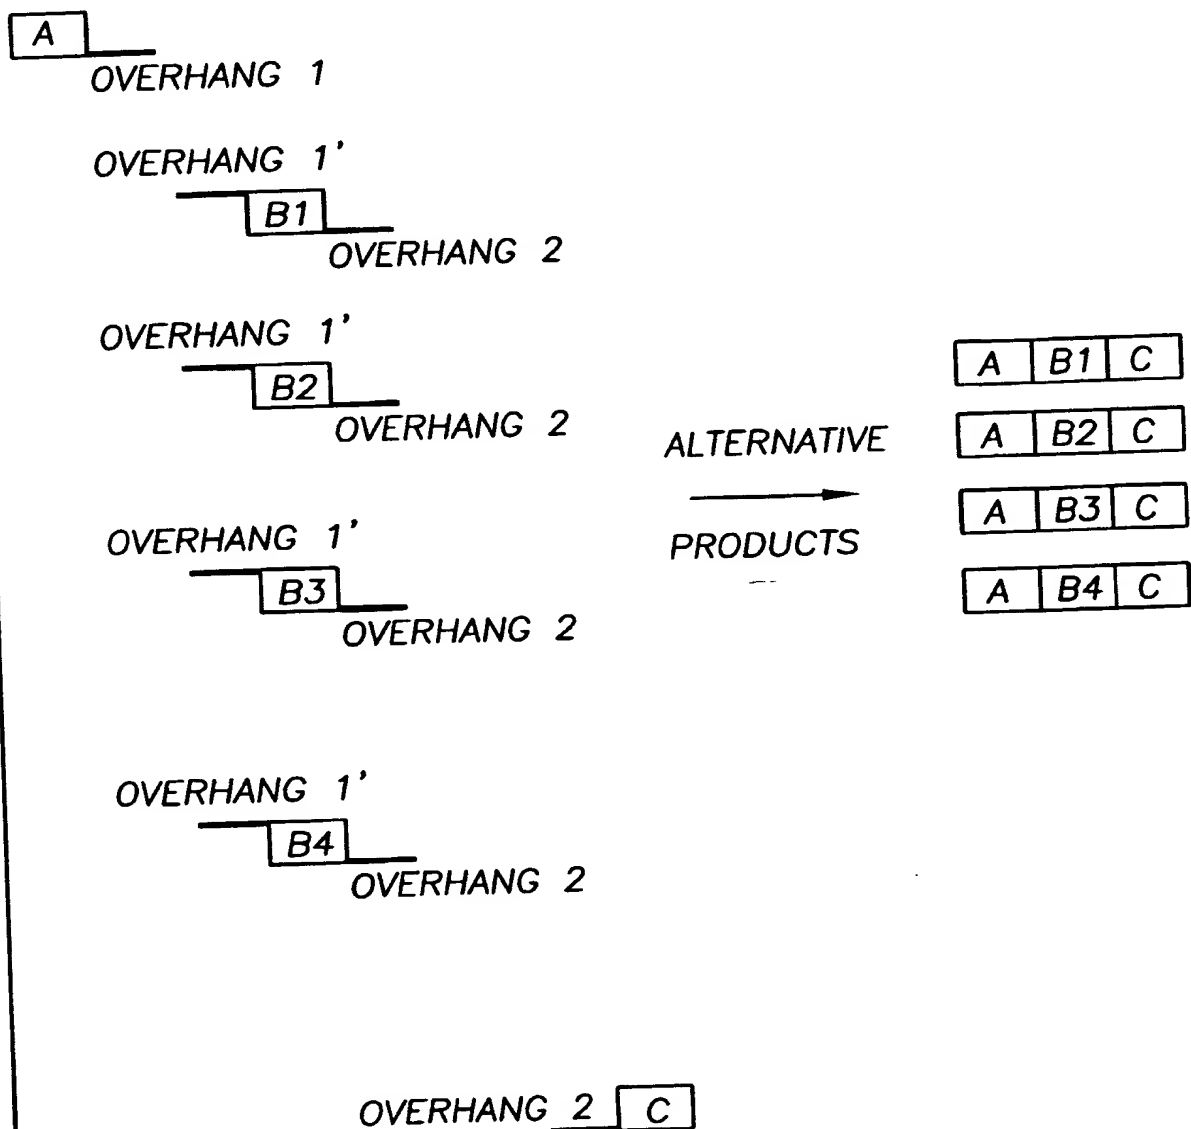 A
OVERHANG 1
OVERHANG 1'
B1
OVERHANG 2
OVERHANG 1'
B2
OVERHANG 2
OVERHANG 1'
B3
OVERHANG 2
OVERHANG 1'
B4
OVERHANG 2
OVERHANG 2 C
ALTERNATIVE
PRODUCTS
A B1 C
A B2 C
A B3 C
A B4 C